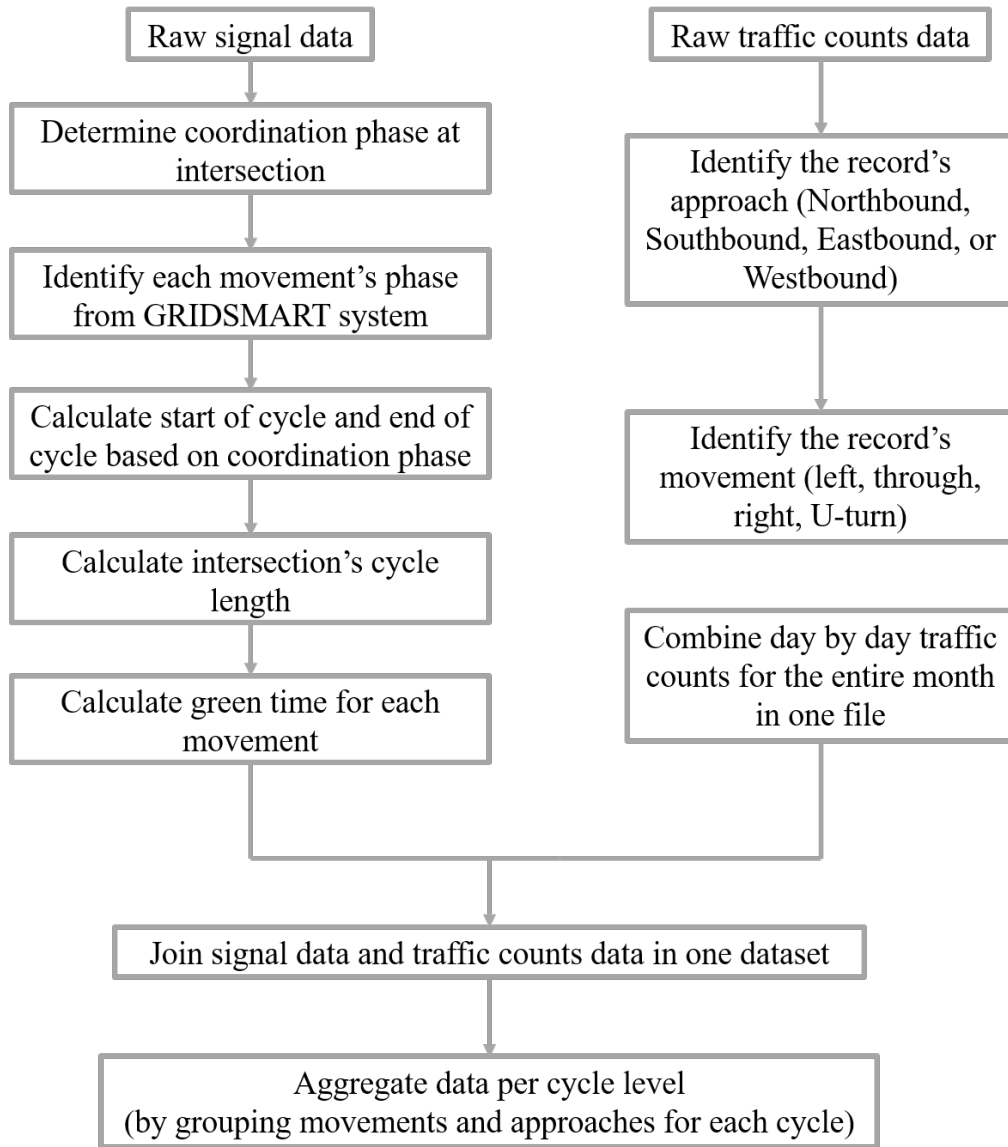 Raw signal data
Determine coordination phase at
intersection
Identify each movement’s phase
from GRIDSMART system
Calculate start of cycle and end of
cycle based on coordination phase
Calculate intersection’s cycle
length
Calculate green time for each
movement
Raw traffic counts data
Identify the record’s
approach (Northbound,
Southbound, Eastbound, or
Westbound)
Identify the record’s
movement (left, through,
right, U-turn)
Combine day by day traffic
counts for the entire month
in one file
Join signal data and traffic counts data in one dataset
Aggregate data per cycle level
(by grouping movements and approaches for each cycle)